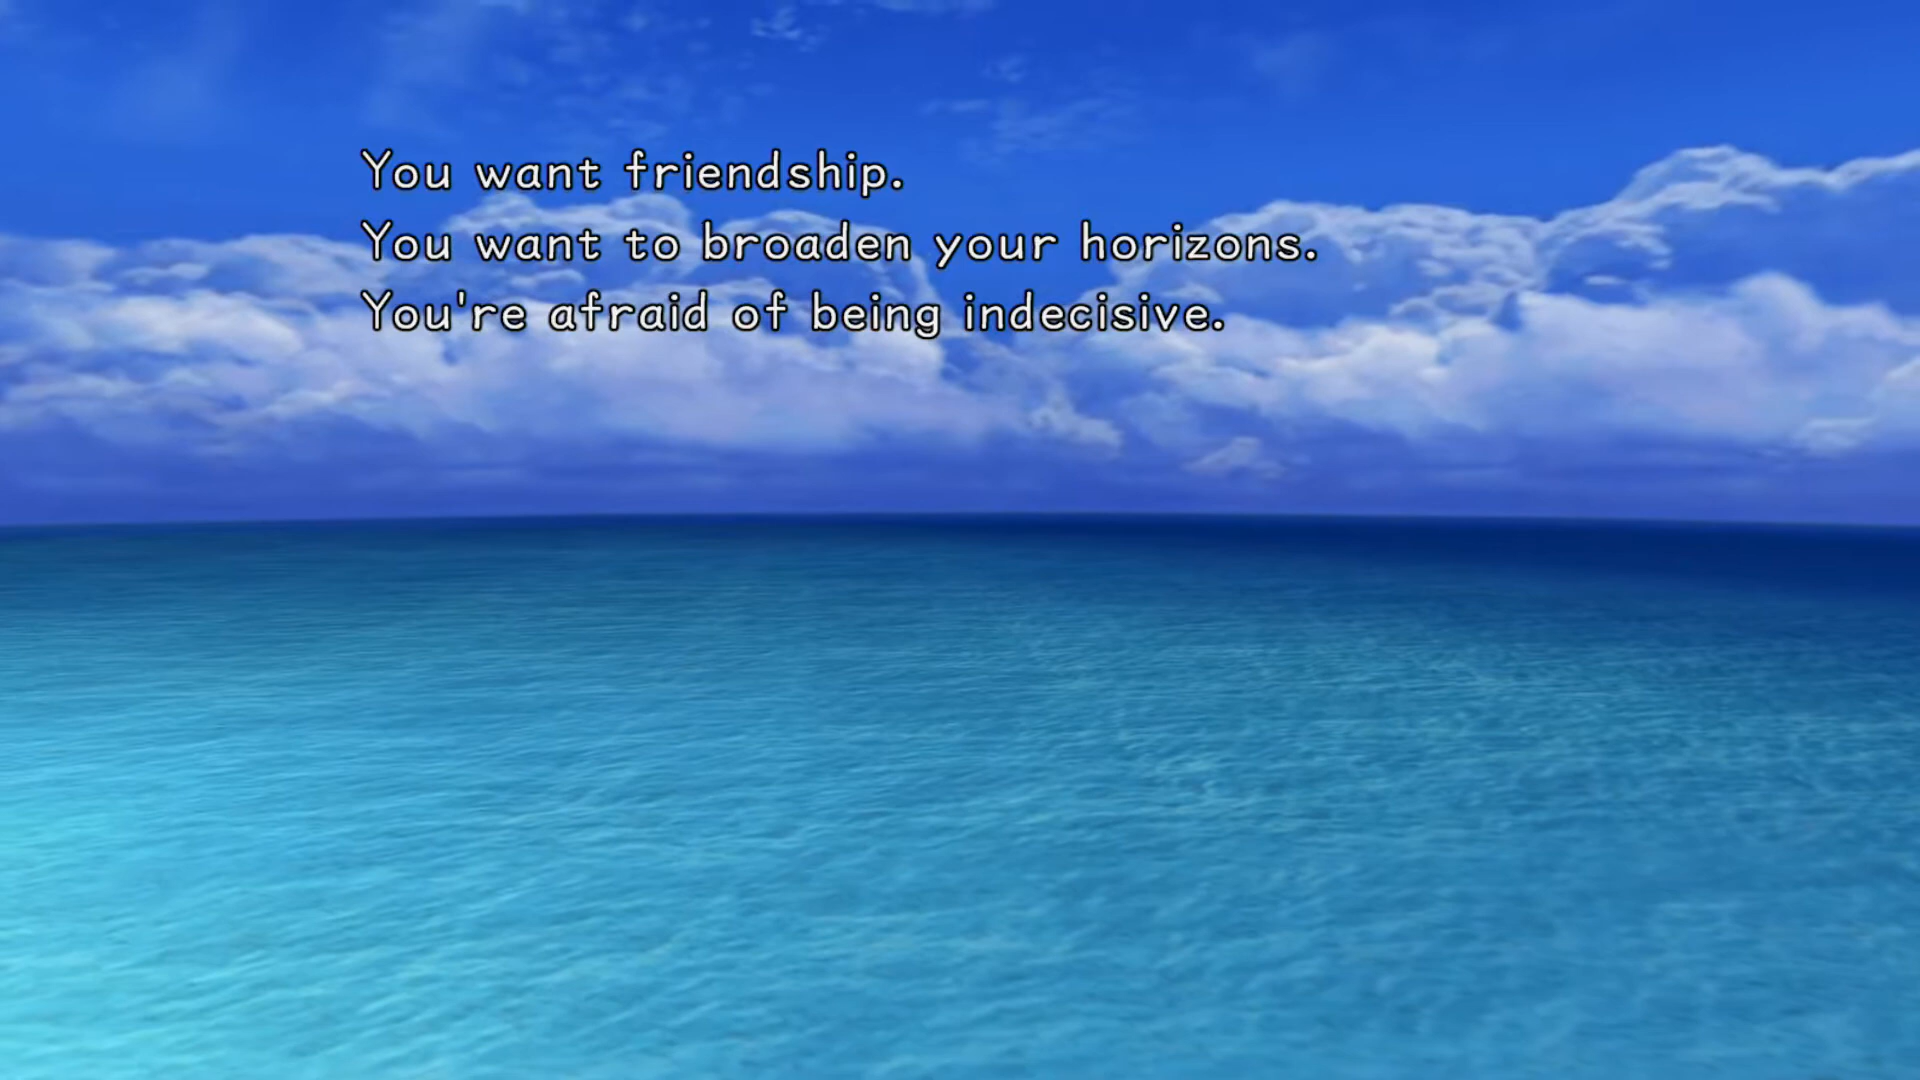 You want friendship.
You want to broaden your horizons.
You're afraid of being indecisive.